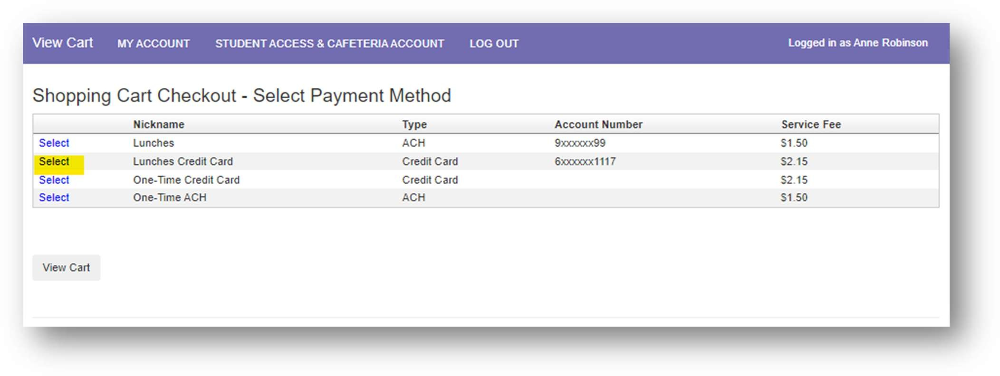 View Cart MY ACCOUNT STUDENT ACCESS & CAFETERIA ACCOUNT LOG OUT Logged in as Anne Robinson
Shopping Cart Checkout - Select Payment Method
Nickname Type Account Number Service Fee
Select Lunches ACH 9xxxxxx99 $1.50
Select Lunches Credit Card Credit Card 6xxxxxx1117 $2.15
Select One-Time Credit Card Credit Card $2.15
Select One-Time ACH ACH $1.50
View Cart